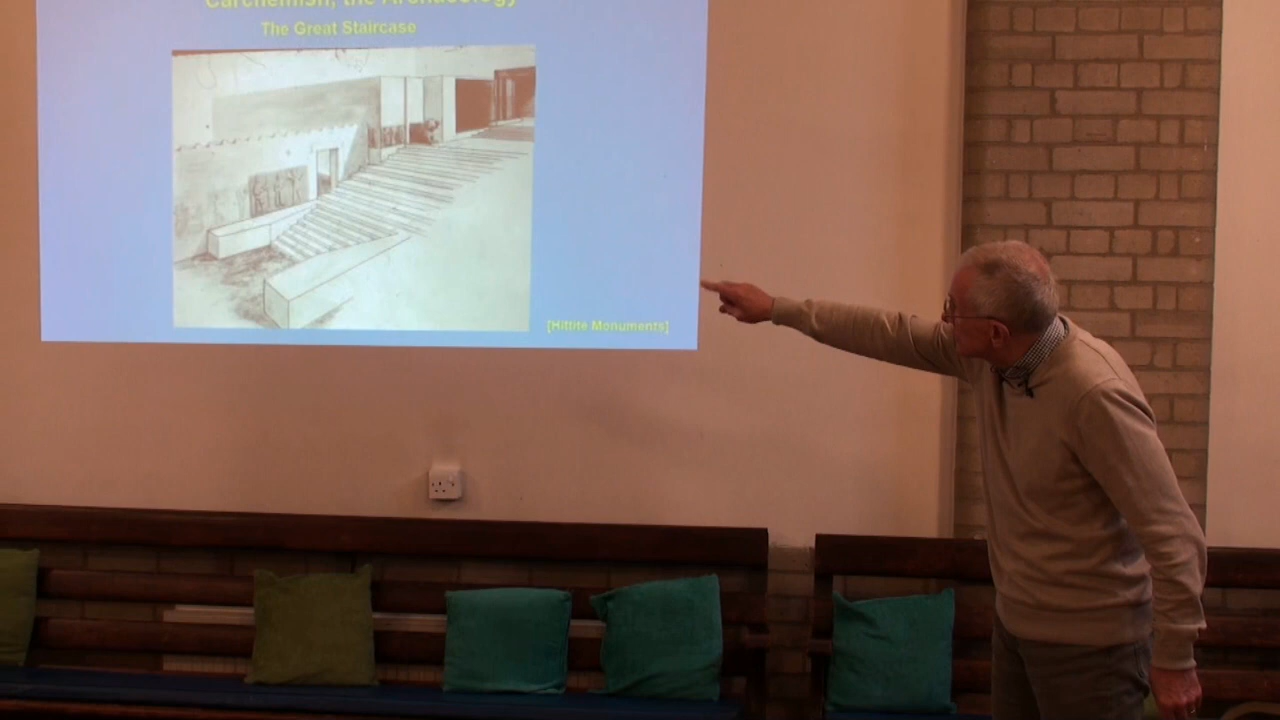 Carchemish, the Archaeology
The Great Staircase
[Hittite Monuments]